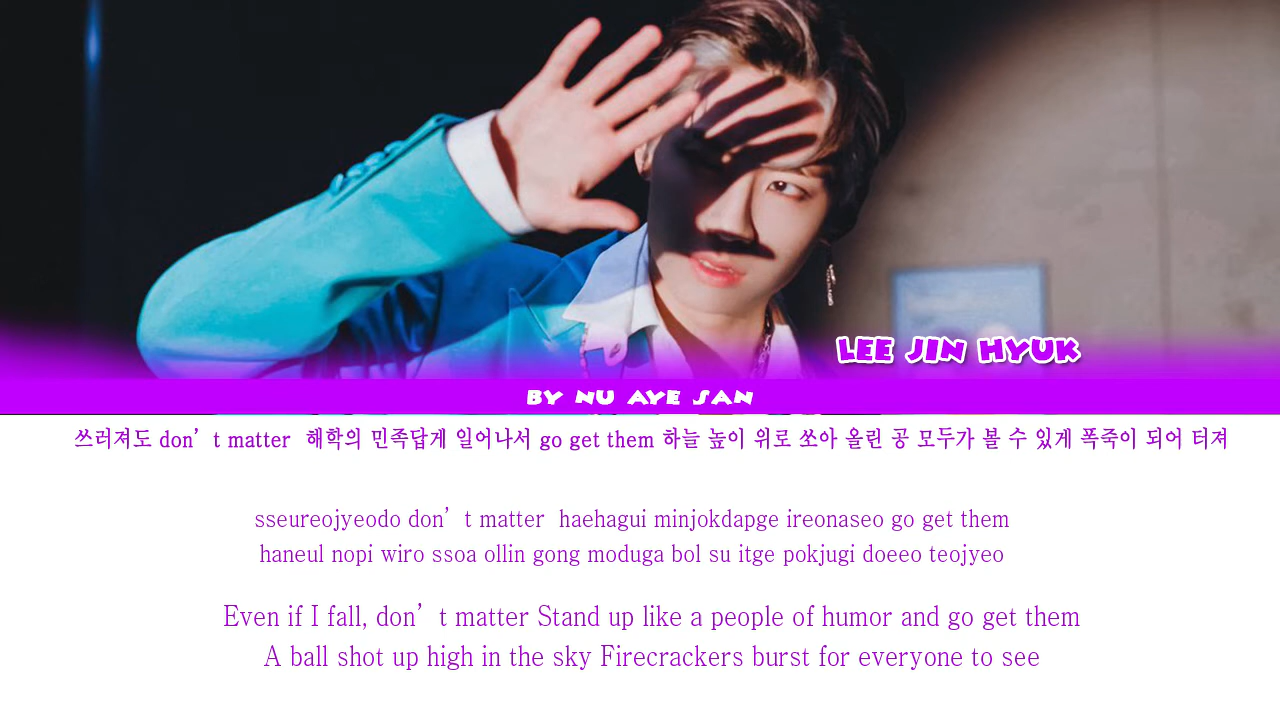 LEE JIN HYUK
BY NU AYE SAN
쓰러져도 don’t matter 해학의 민족답게 일어나서 go get them 하늘 높이 위로 쏘아 올린 공 모두가 볼 수 있게 폭죽이 되어 터져
sseureojyeodo don’t matter haehagui minjokdapge ireonaseo go get them
haneul nopi wiro ssoa ollin gong moduga bol su itge pokjugi doeeo teojyeo
Even if I fall, don’t matter Stand up like a people of humor and go get them
A ball shot up high in the sky Firecrackers burst for everyone to see